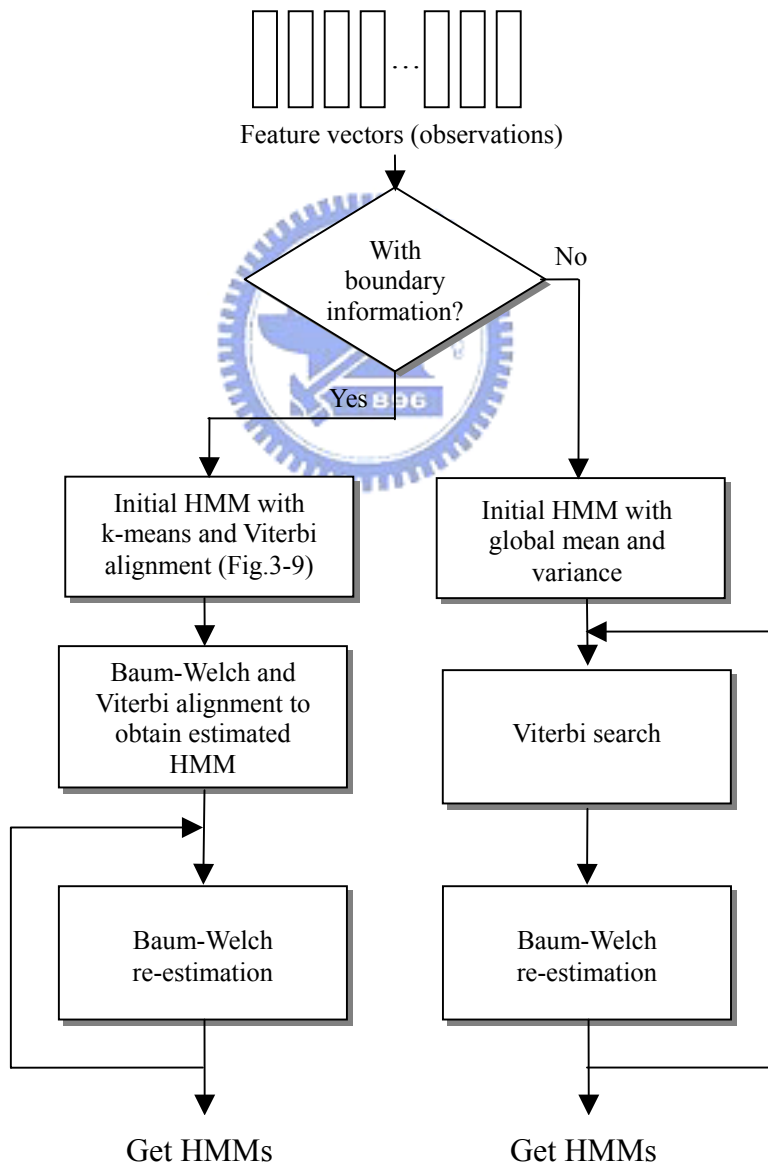 ...
Feature vectors (observations)
With
boundary
information?
No
Yes
896
Initial HMM with
k-means and Viterbi
alignment (Fig.3-9)
Baum-Welch and
Viterbi alignment to
obtain estimated
HMM
Baum-Welch
re-estimation
Get HMMs
Initial HMM with
global mean and
variance
Viterbi search
Baum-Welch
re-estimation
Get HMMs